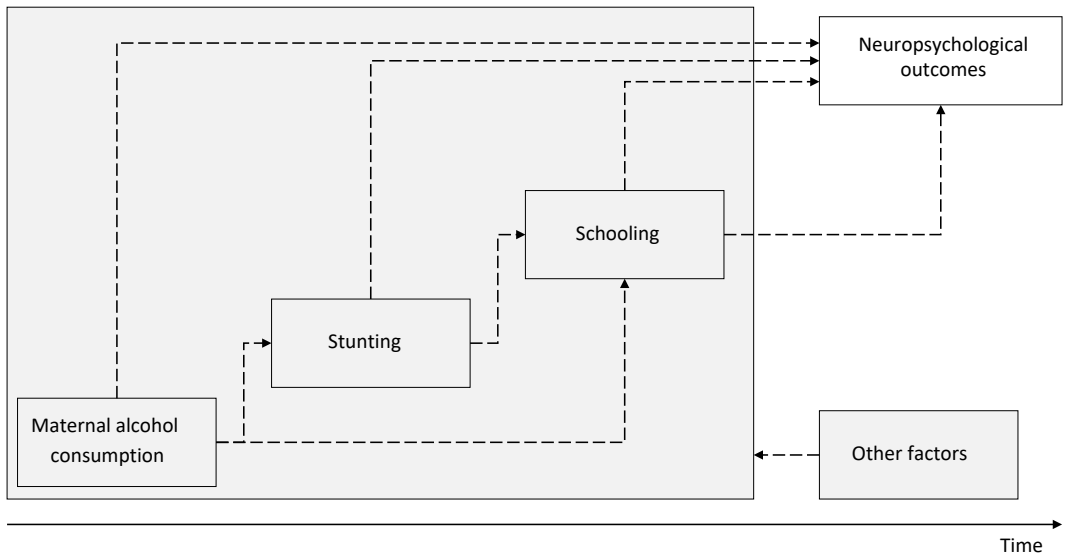 Neuropsychological
outcomes
Schooling
Stunting
Maternal alcohol
consumption
Other factors
Time